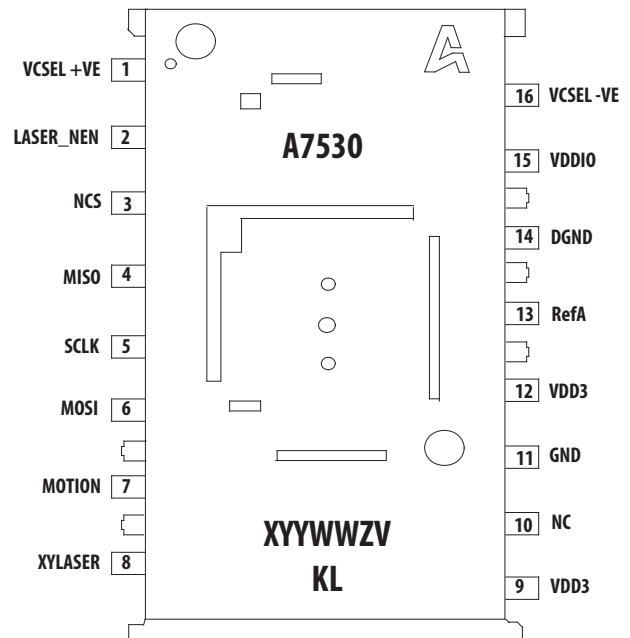 VCSEL +VE 1
16 VCSEL -VE
LASER_NEN 2
A7530
15 VDDIO
NCS 3
14 DGND
MISO 4
13 RefA
SCLK 5
12 VDD3
MOSI 6
11 GND
MOTION 7
10 NC
XYYWWZV
XYLASER 8
KL
9 VDD3